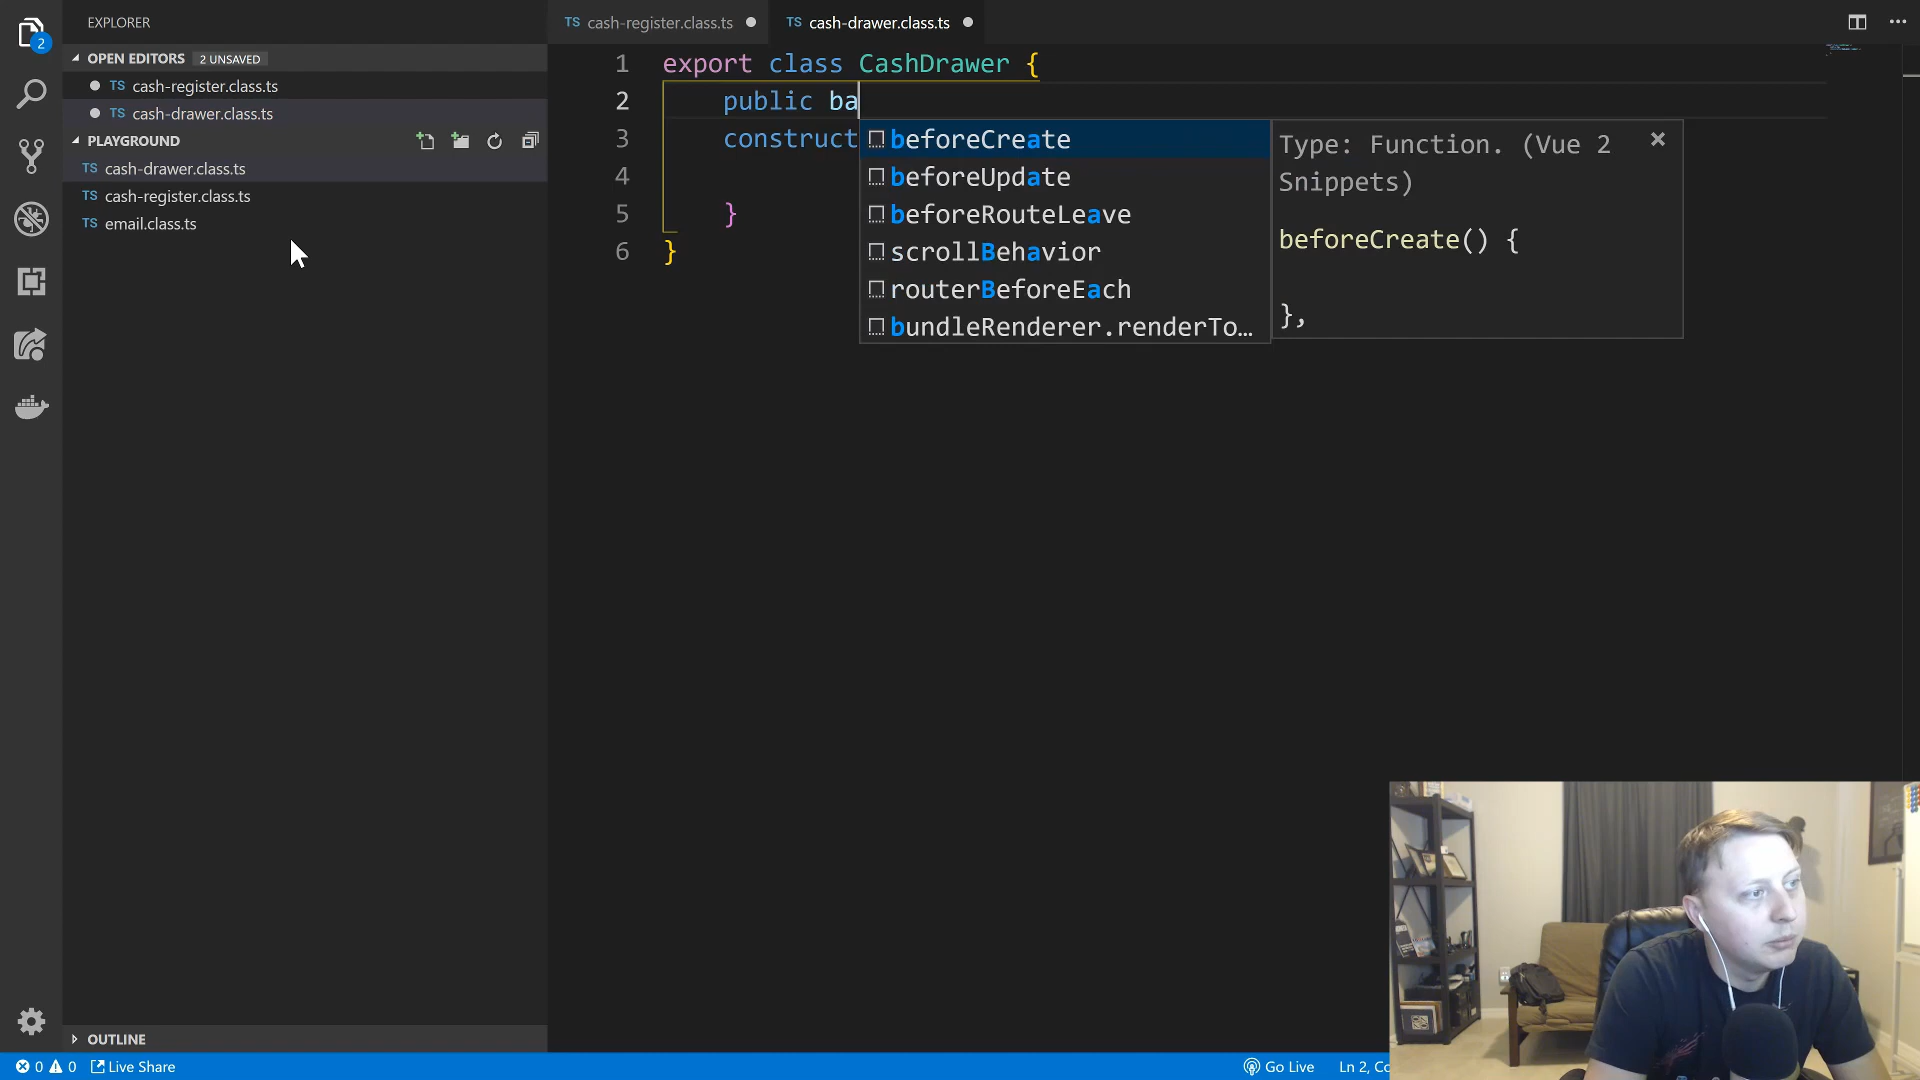 EXPLORER
OPEN EDITORS 2 UNSAVED
TS cash-register.class.ts
TS cash-drawer.class.ts
PLAYGROUND
TS cash-drawer.class.ts
TS cash-register.class.ts
TS email.class.ts
OUTLINE
2
TS cash-register.class.ts
TS cash-drawer.class.ts
1 export class CashDrawer {
2 public ba
3 construct
4
5 }
6 }
beforeCreate
beforeUpdate
beforeRouteLeave
scrollBehavior
routerBeforeEach
bundleRenderer.renderTo...
Type: Function. (Vue 2
Snippets)
beforeCreate() {
},
0 0 Live Share
Go Live
Ln 2, Co